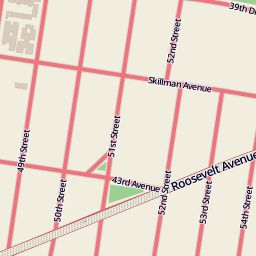 39th D
52nd Street
Skillman Avenue
51st Street
49th Street
Roosevelt Avenue
43rd Avenue
50th Street
52nd Street
53rd Street
54th Street